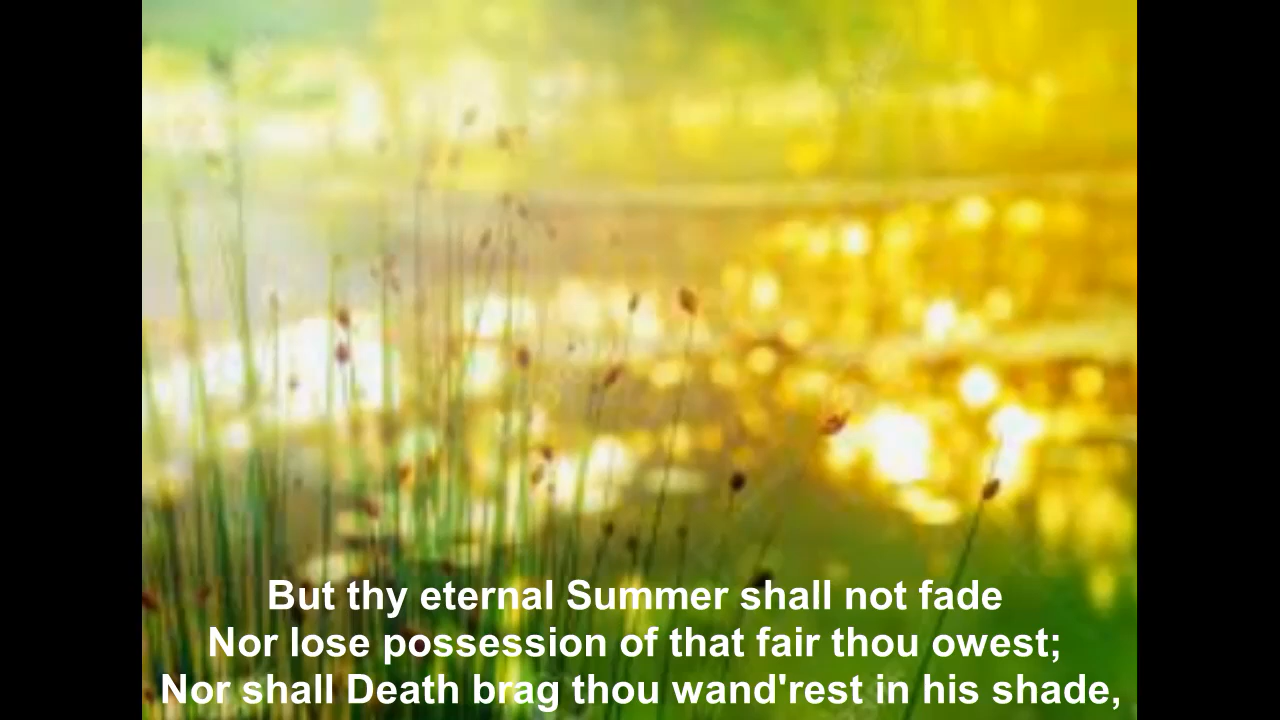 But thy eternal Summer shall not fade
Nor lose possession of that fair thou owest;
Nor shall Death brag thou wand'rest in his shade,